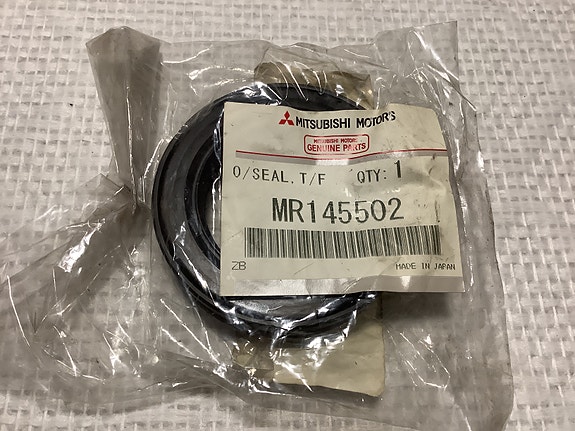 MITSUBISHI MOTORS
MITSUBISHI MOTORS
GENUINE PARTS
O/SEAL,T/F QTY: 1
MR145502
ZB MADE IN JAPAN